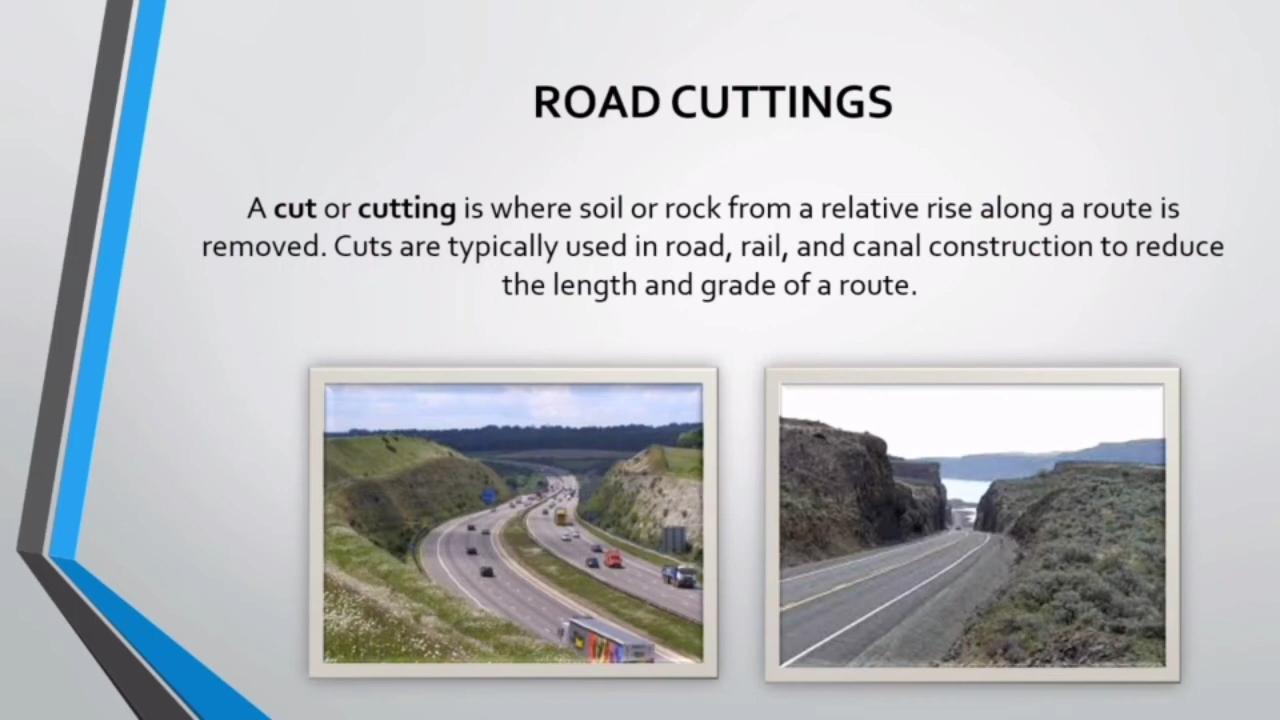 ROAD CUTTINGS
A cut or cutting is where soil or rock from a relative rise along a route is
removed. Cuts are typically used in road, rail, and canal construction to reduce
the length and grade of a route.